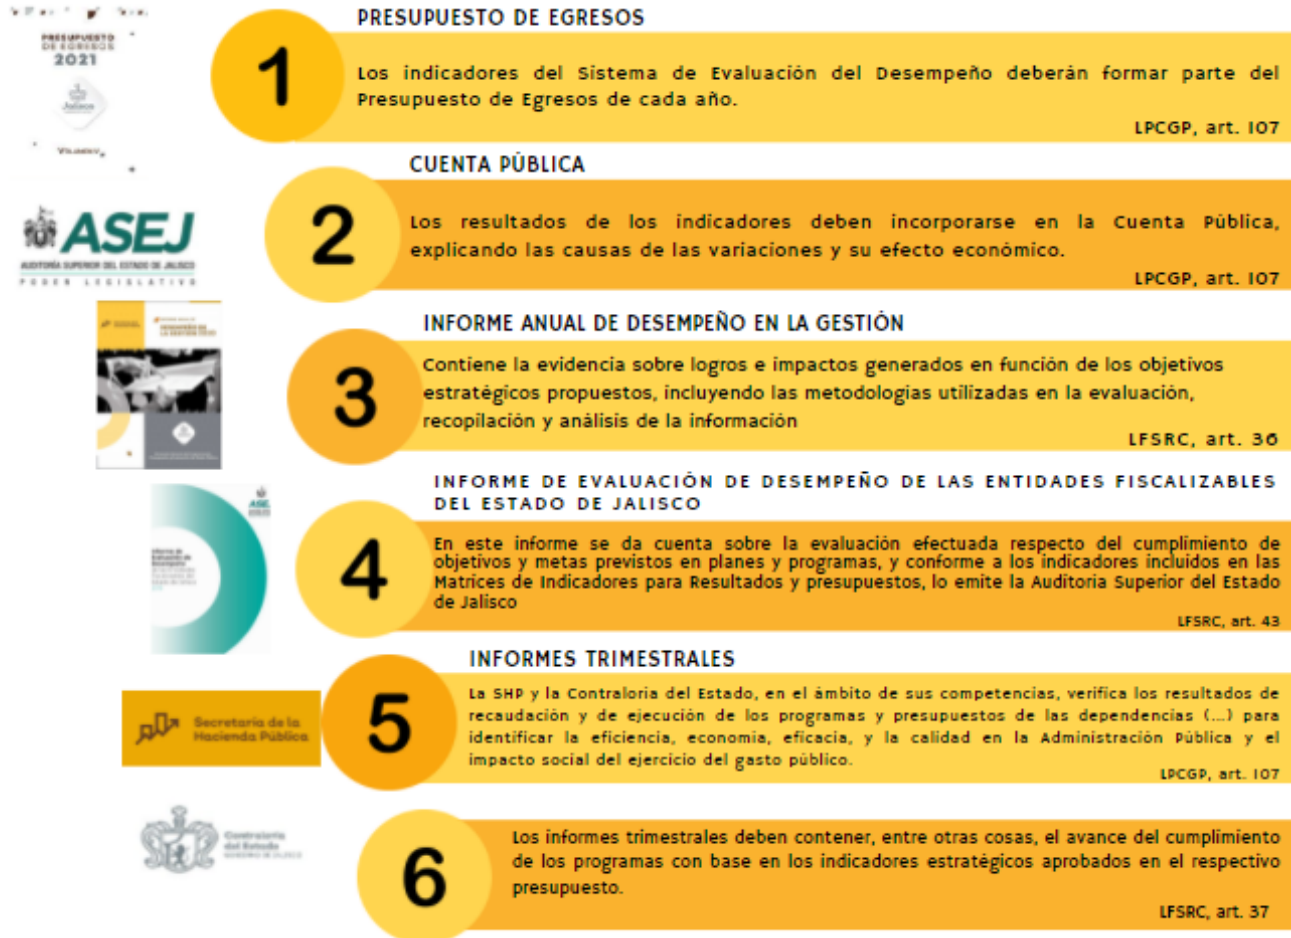 PRESUPUESTO
DE EGRESOS
2021
Jalisco
1
PRESUPUESTO DE EGRESOS
Los indicadores del Sistema de Evaluación del Desempeño deberán formar parte del
Presupuesto de Egresos de cada año.
LPCGP, art. 107
ASEJ
AUDITORÍA SUPERIOR DEL ESTADO DE JALISCO
PODER LEGISLATIVO
2
CUENTA PÚBLICA
Los resultados de los indicadores deben incorporarse en la Cuenta Pública,
explicando las causas de las variaciones y su efecto económico.
LPCGP, art. 107
3
INFORME ANUAL DE DESEMPEÑO EN LA GESTIÓN
Contiene la evidencia sobre logros e impactos generados en función de los objetivos
estratégicos propuestos, incluyendo las metodologías utilizadas en la evaluación,
recopilación y análisis de la información
LFSRC, art. 36
ASEJ
4
INFORME DE EVALUACIÓN DE DESEMPEÑO DE LAS ENTIDADES FISCALIZABLES
DEL ESTADO DE JALISCO
En este informe se da cuenta sobre la evaluación efectuada respecto del cumplimiento de
objetivos y metas previstos en planes y programas, y conforme a los indicadores incluidos en las
Matrices de Indicadores para Resultados y presupuestos, lo emite la Auditoria Superior del Estado
de Jalisco
LFSRC, art. 43
Secretaría de la
Hacienda Pública
5
INFORMES TRIMESTRALES
La SHP y la Contraloría del Estado, en el ámbito de sus competencias, verifica los resultados de
recaudación y de ejecución de los programas y presupuestos de las dependencias (...) para
identificar la eficiencia, economía, eficacia, y la calidad en la Administración Pública y el
impacto social del ejercicio del gasto público.
LPCGP, art. 107
Contraloría
del Estado
6
Los informes trimestrales deben contener, entre otras cosas, el avance del cumplimiento
de los programas con base en los indicadores estratégicos aprobados en el respectivo
presupuesto.
LFSRC, art. 37